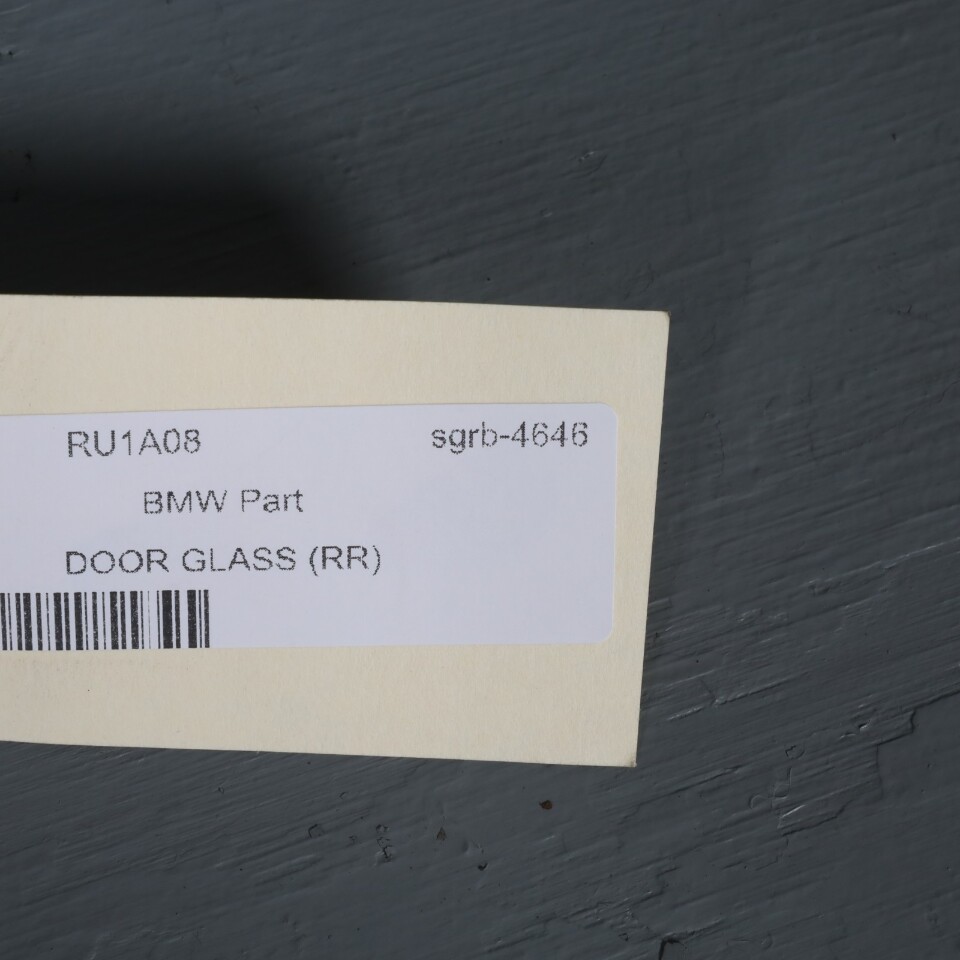 RU1A08 sgrb-4646
BMW Part
DOOR GLASS (RR)